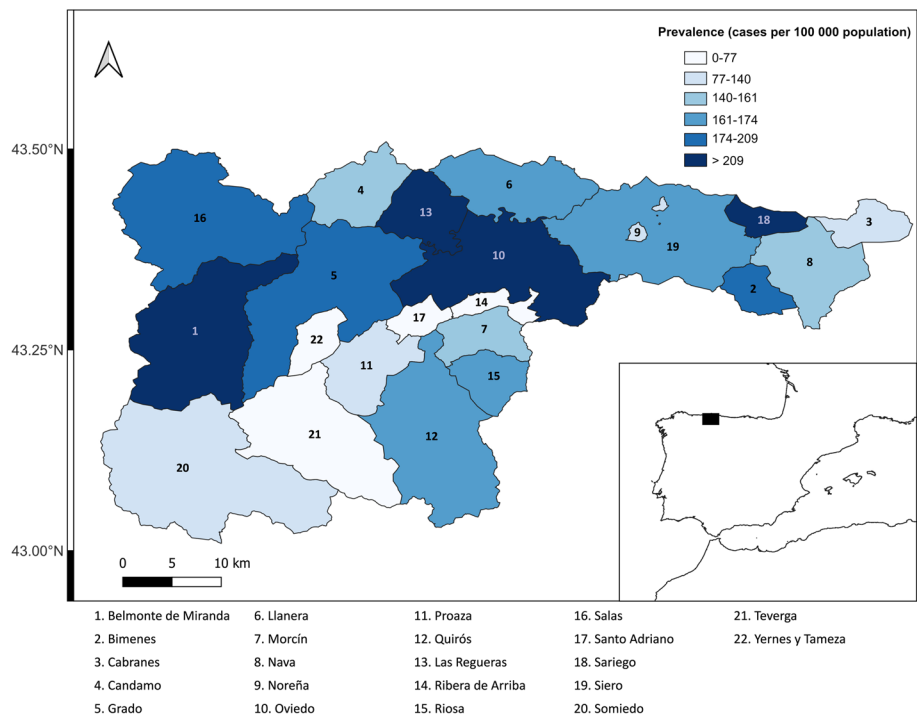 Prevalence (cases per 100 000 population)
0-77
77-140
140-161
161-174
174-209
> 209
43.50°N
43.25°N
43.00°N
16
4
13
6
9
19
18
3
8
2
10
5
1
14
17
22
7
11
15
21
12
20
0 5 10 km
1. Belmonte de Miranda
2. Bimenes
3. Cabranes
4. Candamo
5. Grado
6. Llanera
7. Morcín
8. Nava
9. Noreña
10. Oviedo
11. Proaza
12. Quirós
13. Las Regueras
14. Ribera de Arriba
15. Riosa
16. Salas
17. Santo Adriano
18. Sariego
19. Siero
20. Somiedo
21. Teverga
22. Yernes y Tameza